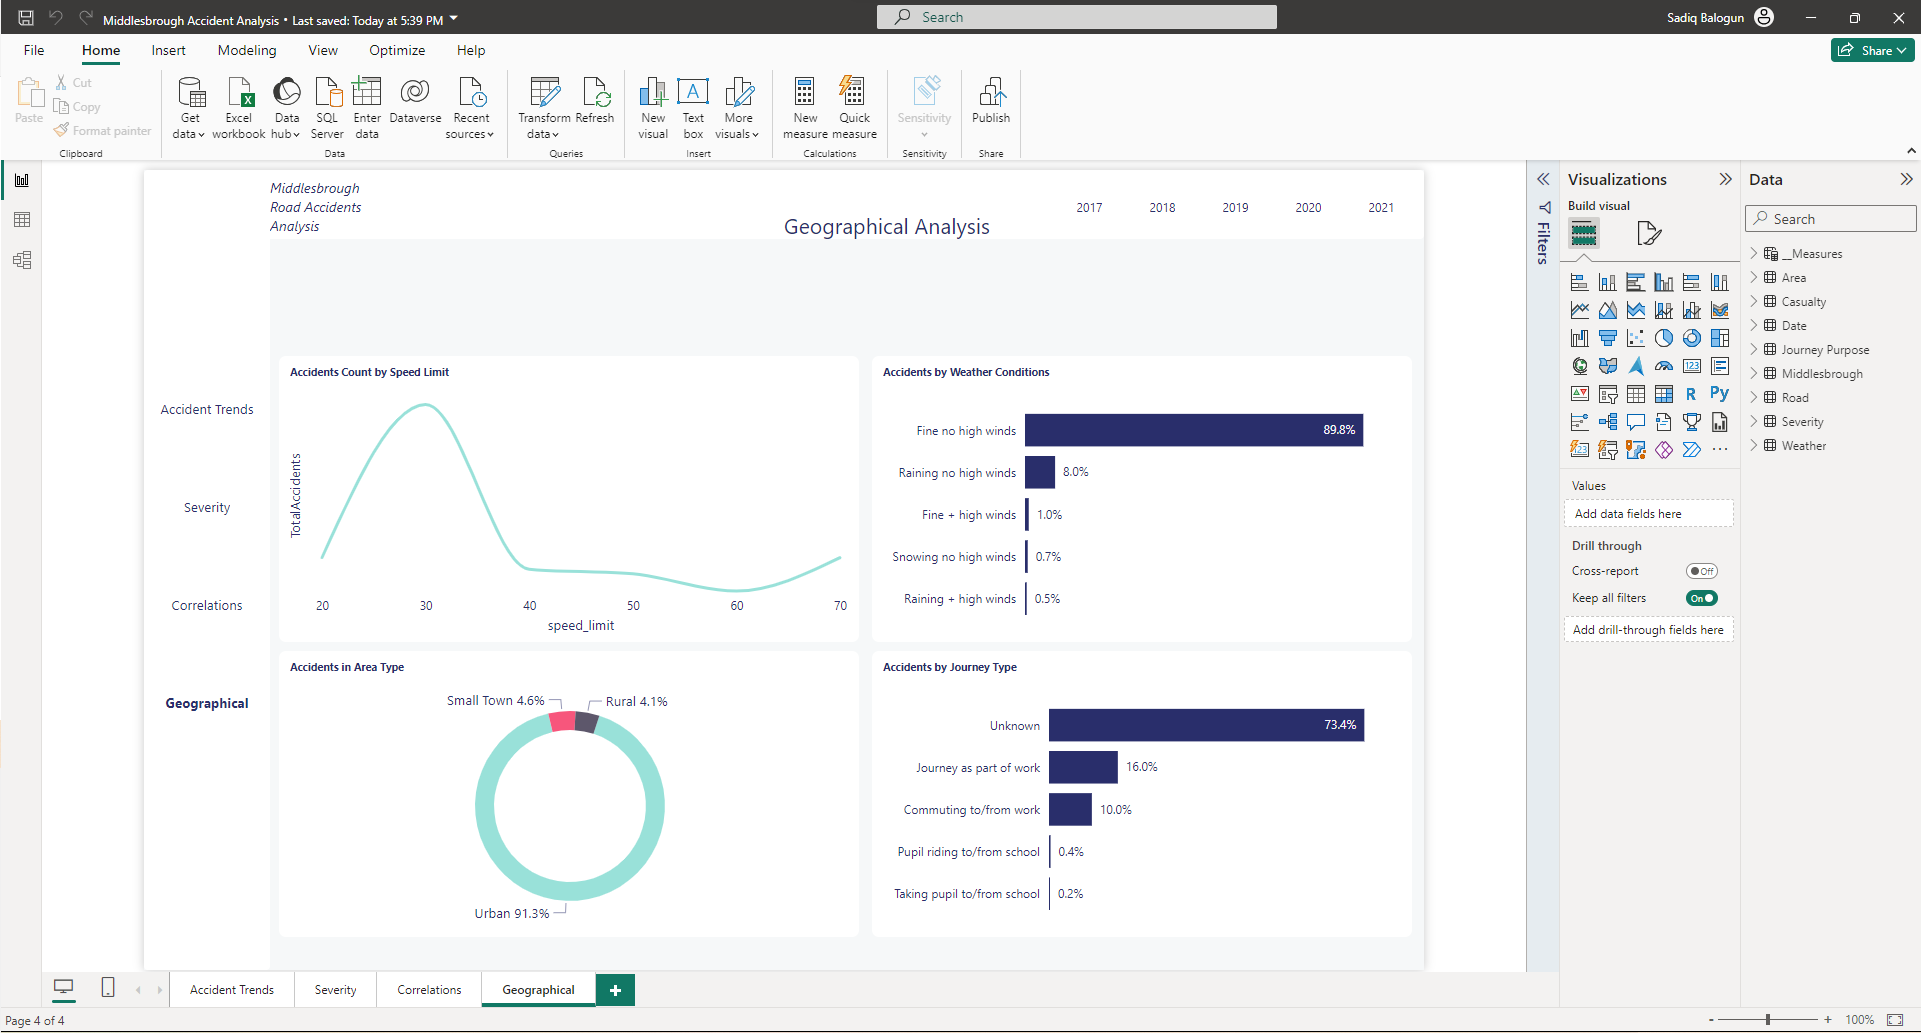 Middlesbrough Accident Analysis • Last saved: Today at 5:39 PM
Search
Sadiq Balogun
File Home Insert Modeling View Optimize Help
Share
Paste
Cut
Copy
Format painter
Clipboard
Get data
Excel workbook
Data hub
SQL Server
Enter data
Dataverse
Recent sources
Data
Transform data
Refresh
Queries
New visual
Text box
More visuals
Insert
New measure
Quick measure
Calculations
Sensitivity
Sensitivity
Publish
Share
Middlesbrough
Road Accidents
Analysis
Geographical Analysis
2017 2018 2019 2020 2021
Accident Trends
Severity
Correlations
Geographical
Accidents Count by Speed Limit
TotalAccidents
20 30 40 50 60 70
speed_limit
Accidents by Weather Conditions
Fine no high winds 89.8%
Raining no high winds 8.0%
Fine + high winds 1.0%
Snowing no high winds 0.7%
Raining + high winds 0.5%
Accidents in Area Type
Small Town 4.6%
Rural 4.1%
Urban 91.3%
Accidents by Journey Type
Unknown 73.4%
Journey as part of work 16.0%
Commuting to/from work 10.0%
Pupil riding to/from school 0.4%
Taking pupil to/from school 0.2%
Filters
Visualizations
Build visual
123
R
Py
123
Values
Add data fields here
Drill through
Cross-report Off
Keep all filters On
Add drill-through fields here
Data
Search
__Measures
Area
Casualty
Date
Journey Purpose
Middlesbrough
Road
Severity
Weather
Accident Trends Severity Correlations Geographical +
Page 4 of 4
- + 100%